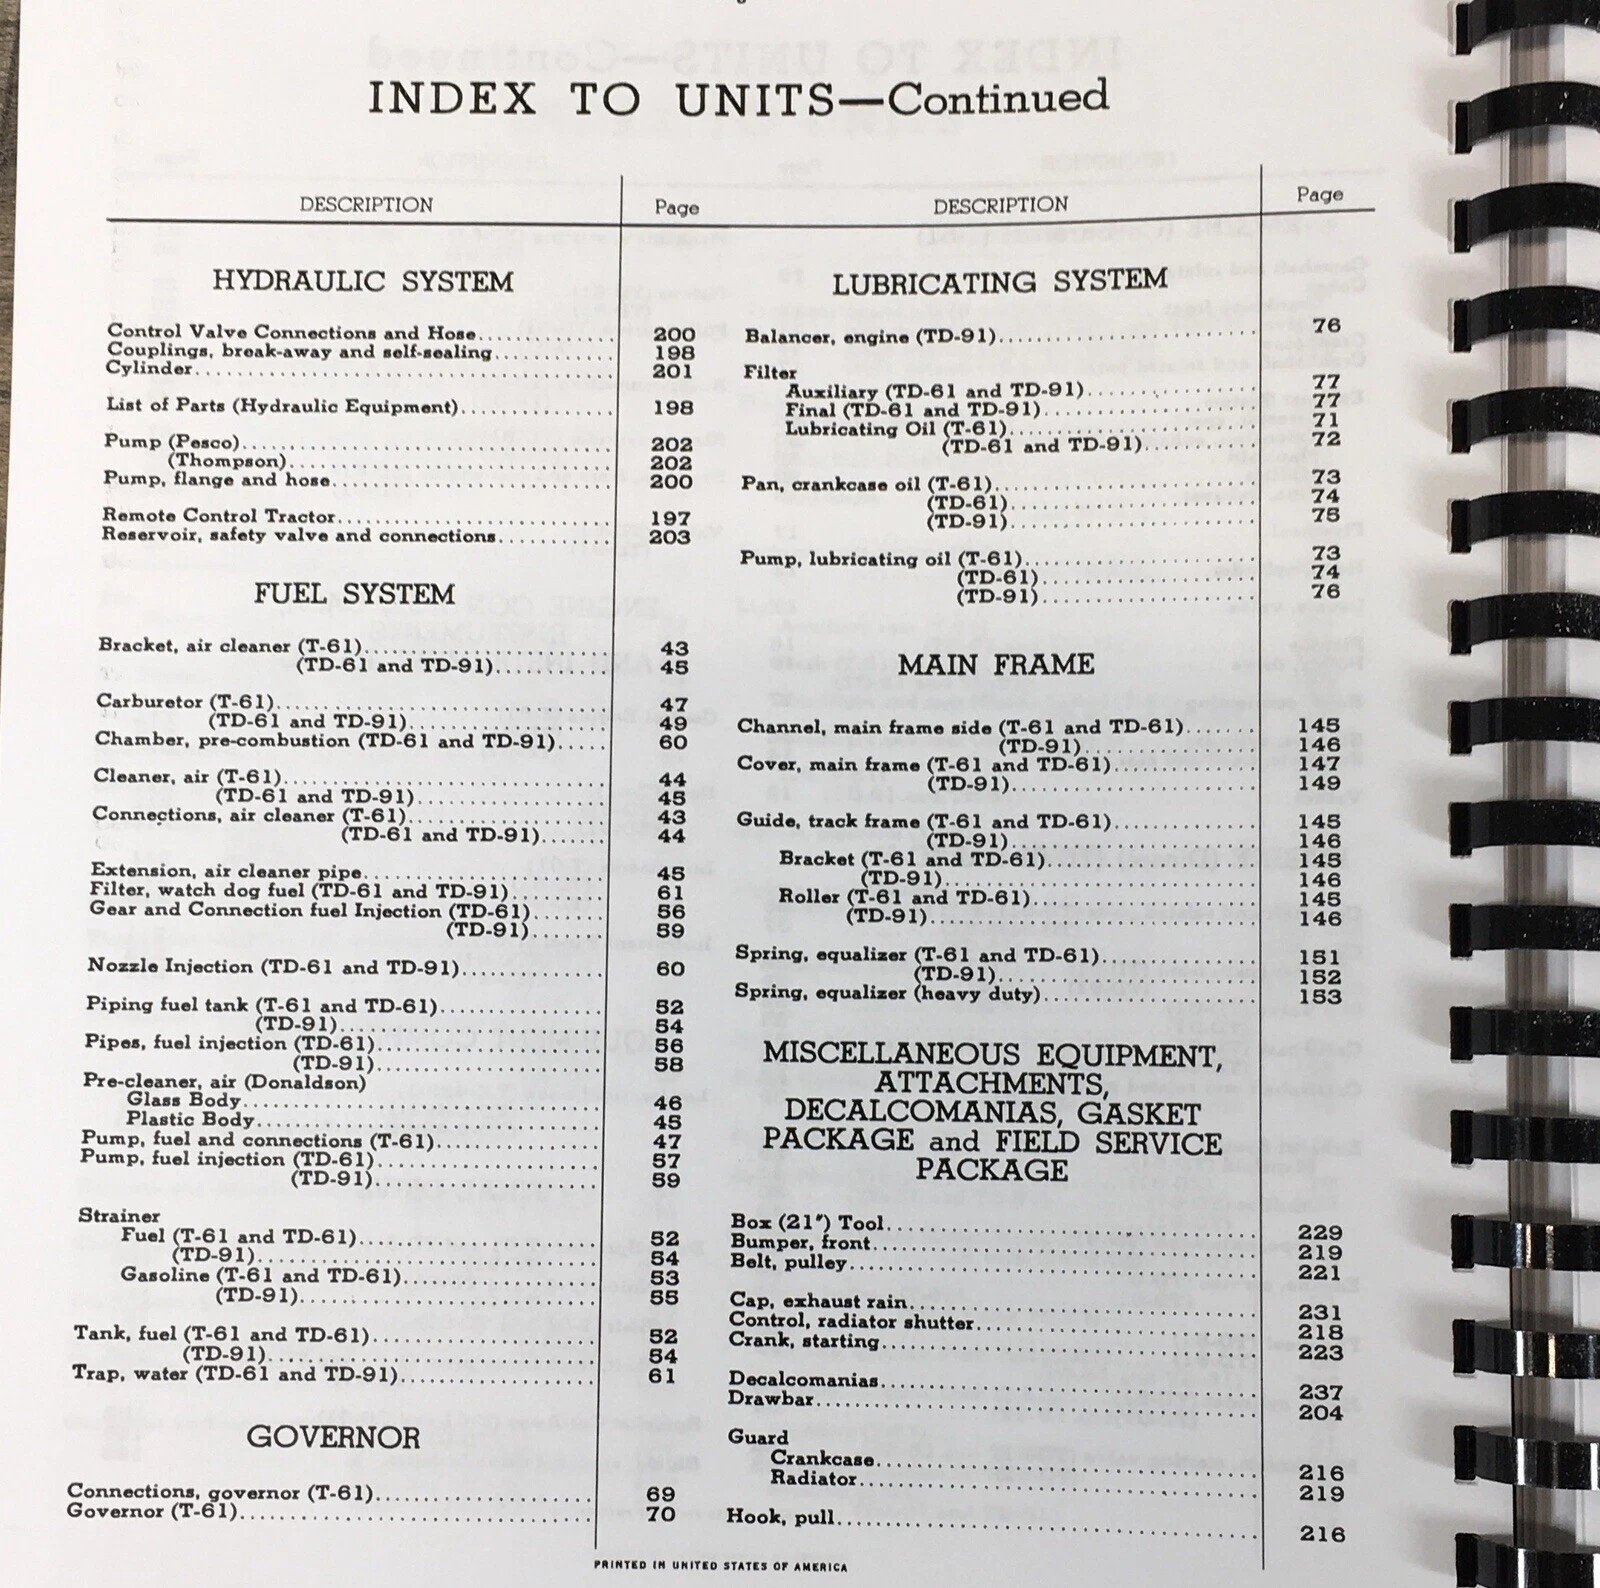 INDEX TO UNITS—Continued
DESCRIPTION
Page
HYDRAULIC SYSTEM
Control Valve Connections and Hose 200
Couplings, break-away and self-sealing 198
Cylinder 201
List of Parts (Hydraulic Equipment) 198
Pump (Pesco) 202
(Thompson) 202
Pump, flange and hose 200
Remote Control Tractor 197
Reservoir, safety valve and connections 203
FUEL SYSTEM
Bracket, air cleaner (T-61) 43
(TD-61 and TD-91) 45
Carburetor (T-61) 47
(TD-61 and TD-91) 49
Chamber, pre-combustion (TD-61 and TD-91) 60
Cleaner, air (T-61) 44
(TD-61 and TD-91) 45
Connections, air cleaner (T-61) 43
(TD-61 and TD-91) 44
Extension, air cleaner pipe 45
Filter, watch dog fuel (TD-61 and TD-91) 61
Gear and Connection fuel Injection (TD-61) 56
(TD-91) 59
Nozzle Injection (TD-61 and TD-91) 60
Piping fuel tank (T-61 and TD-61) 52
(TD-91) 54
Pipes, fuel injection (TD-61) 56
(TD-91) 58
Pre-cleaner, air (Donaldson)
Glass Body 46
Plastic Body 45
Pump, fuel and connections (T-61) 47
Pump, fuel injection (TD-61) 57
(TD-91) 59
Strainer
Fuel (T-61 and TD-61) 52
(TD-91) 54
Gasoline (T-61 and TD-61) 53
(TD-91) 55
Tank, fuel (T-61 and TD-61) 52
(TD-91) 54
Trap, water (TD-61 and TD-91) 61
GOVERNOR
Connections, governor (T-61) 69
Governor (T-61) 70
DESCRIPTION
Page
LUBRICATING SYSTEM
Balancer, engine (TD-91) 76
Filter
Auxiliary (TD-61 and TD-91) 77
Final (TD-61 and TD-91) 77
Lubricating Oil (T-61) 71
(TD-61 and TD-91) 72
Pan, crankcase oil (T-61) 73
(TD-61) 74
(TD-91) 75
Pump, lubricating oil (T-61) 73
(TD-61) 74
(TD-91) 76
MAIN FRAME
Channel, main frame side (T-61 and TD-61) 145
(TD-91) 146
Cover, main frame (T-61 and TD-61) 147
(TD-91) 149
Guide, track frame (T-61 and TD-61) 145
(TD-91) 146
Bracket (T-61 and TD-61) 145
(TD-91) 146
Roller (T-61 and TD-61) 145
(TD-91) 146
Spring, equalizer (T-61 and TD-61) 151
(TD-91) 152
Spring, equalizer (heavy duty) 153
MISCELLANEOUS EQUIPMENT,
ATTACHMENTS,
DECALCOMANIAS, GASKET
PACKAGE and FIELD SERVICE
PACKAGE
Box (21″) Tool 229
Bumper, front 219
Belt, pulley 221
Cap, exhaust rain 231
Control, radiator shutter 218
Crank, starting 223
Decalcomanias 237
Drawbar 204
Guard
Crankcase 216
Radiator 219
Hook, pull 216
PRINTED IN UNITED STATES OF AMERICA